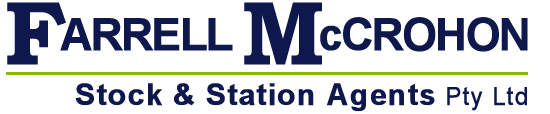 FARRELL MCCROHON
Stock & Station Agents Pty Ltd